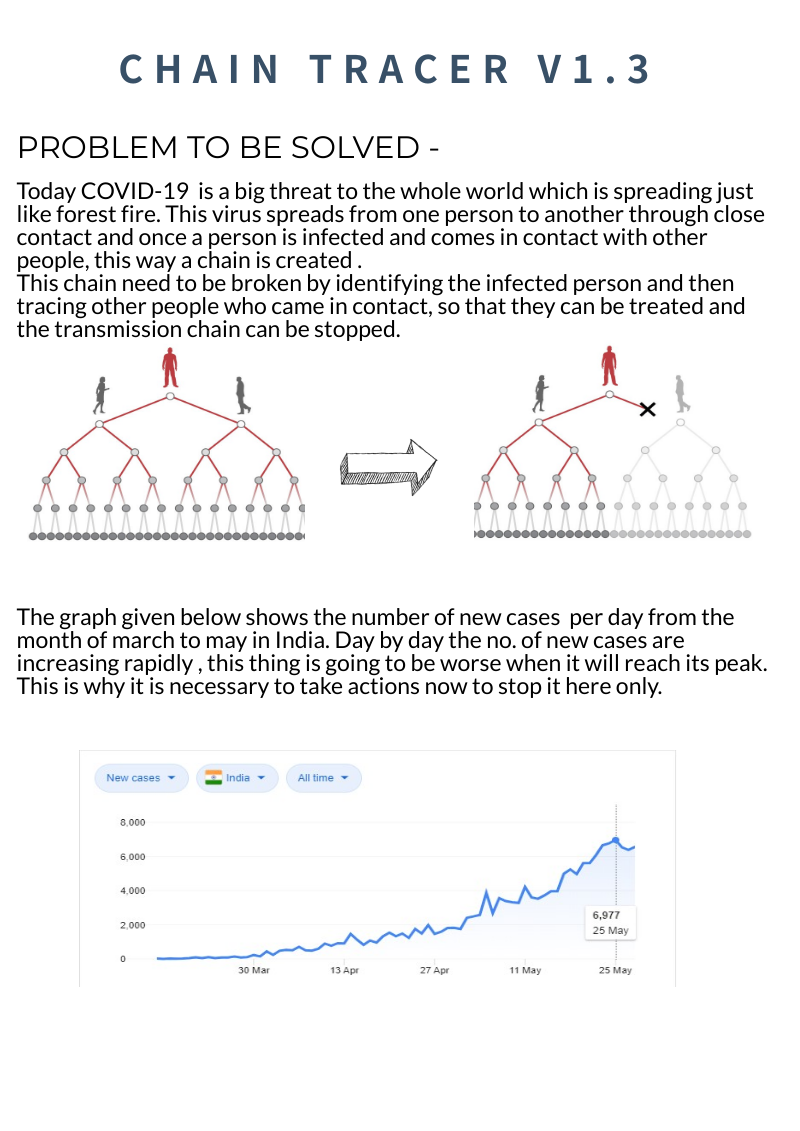 CHAIN TRACER V1.3
PROBLEM TO BE SOLVED -
Today COVID-19 is a big threat to the whole world which is spreading just
like forest fire. This virus spreads from one person to another through close
contact and once a person is infected and comes in contact with other
people, this way a chain is created .
This chain need to be broken by identifying the infected person and then
tracing other people who came in contact, so that they can be treated and
the transmission chain can be stopped.
The graph given below shows the number of new cases per day from the
month of march to may in India. Day by day the no. of new cases are
increasing rapidly , this thing is going to be worse when it will reach its peak.
This is why it is necessary to take actions now to stop it here only.
New cases India All time
8,000
6,000
4,000
2,000
0
6,977
25 May
30 Mar 13 Apr 27 Apr 11 May 25 May